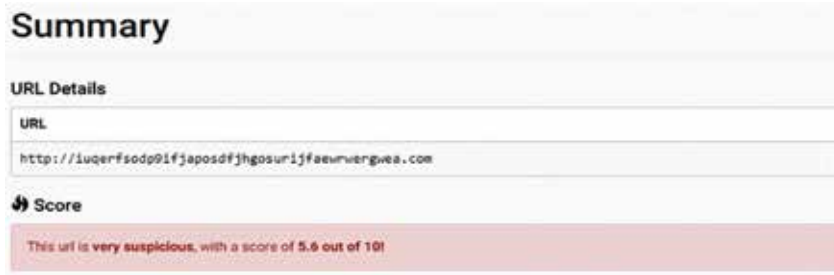 Summary
URL Details
URL
http://iuqerfsodp9ifjaposdfjhgosurijfaewrwergwea.com
Score
This url is very suspicious, with a score of 5.6 out of 10!